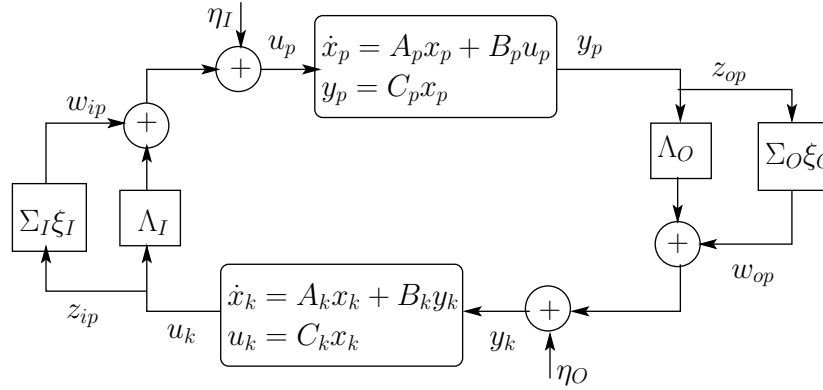 η_I
u_p
ẋ_p = A_p x_p + B_p u_p
y_p = C_p x_p
y_p
z_op
w_ip
+
+
Λ_O
Σ_O ξ_O
Σ_I ξ_I
Λ_I
+
w_op
z_ip
u_k
ẋ_k = A_k x_k + B_k y_k
u_k = C_k x_k
y_k
+
η_O